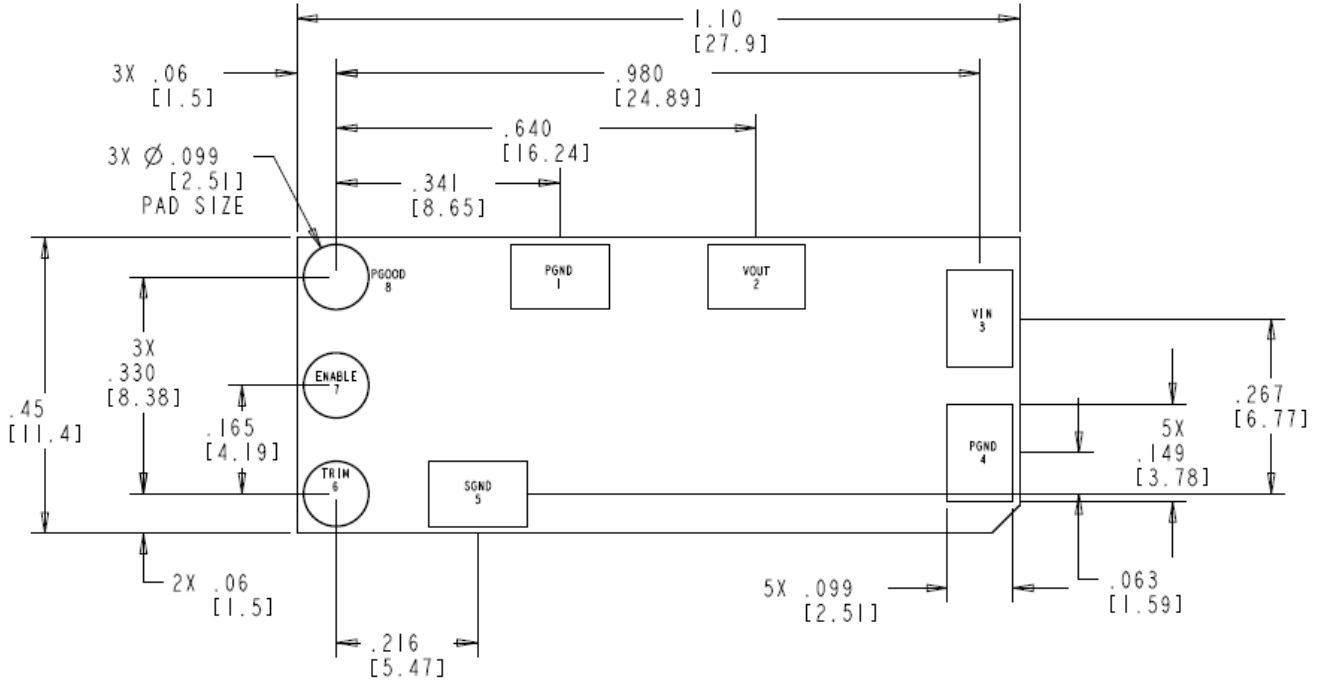 1.10
[27.9]
3X .06
[1.5]
.980
[24.89]
.640
[16.24]
3X Ø.099
[2.51]
PAD SIZE
.341
[8.65]
PGOOD
8
PGND
1
VOUT
2
VIN
3
3X
.330
[8.38]
ENABLE
7
.45
[11.4]
.165
[4.19]
.267
[6.77]
5X
.149
[3.78]
PGND
4
TRIM
6
SGND
5
2X .06
[1.5]
5X .099
[2.51]
.063
[1.59]
.216
[5.47]